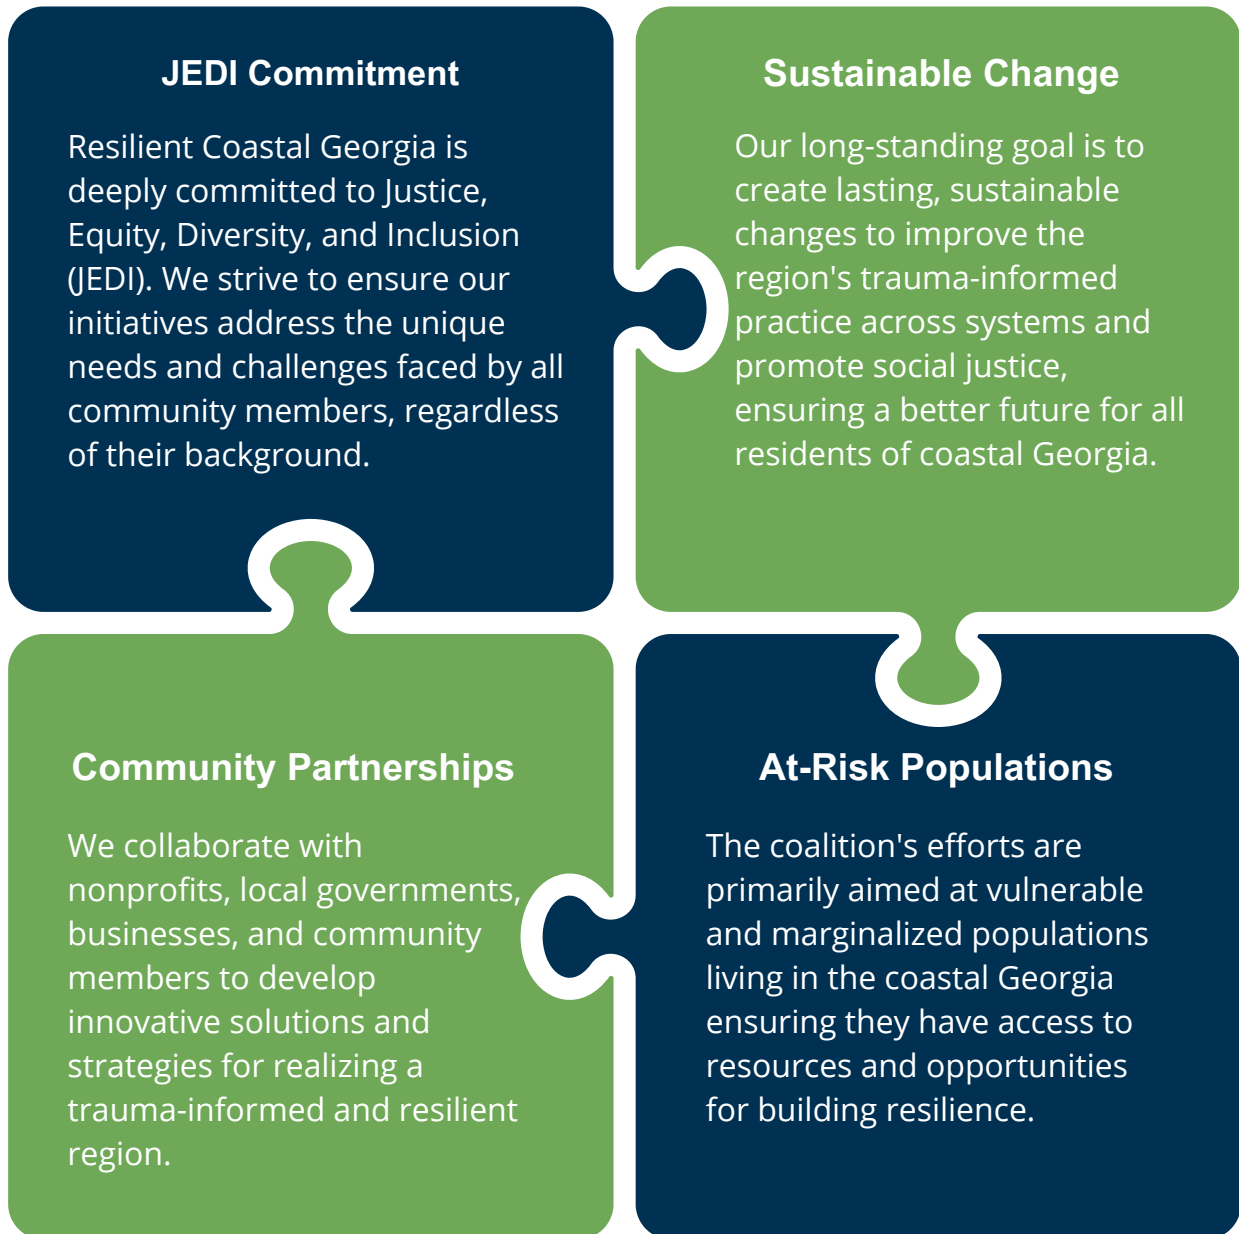 JEDI Commitment
Resilient Coastal Georgia is
deeply committed to Justice,
Equity, Diversity, and Inclusion
(JEDI). We strive to ensure our
initiatives address the unique
needs and challenges faced by all
community members, regardless
of their background.
Sustainable Change
Our long-standing goal is to
create lasting, sustainable
changes to improve the
region's trauma-informed
practice across systems and
promote social justice,
ensuring a better future for all
residents of coastal Georgia.
Community Partnerships
We collaborate with
nonprofits, local governments,
businesses, and community
members to develop
innovative solutions and
strategies for realizing a
trauma-informed and resilient
region.
At-Risk Populations
The coalition's efforts are
primarily aimed at vulnerable
and marginalized populations
living in the coastal Georgia
ensuring they have access to
resources and opportunities
for building resilience.